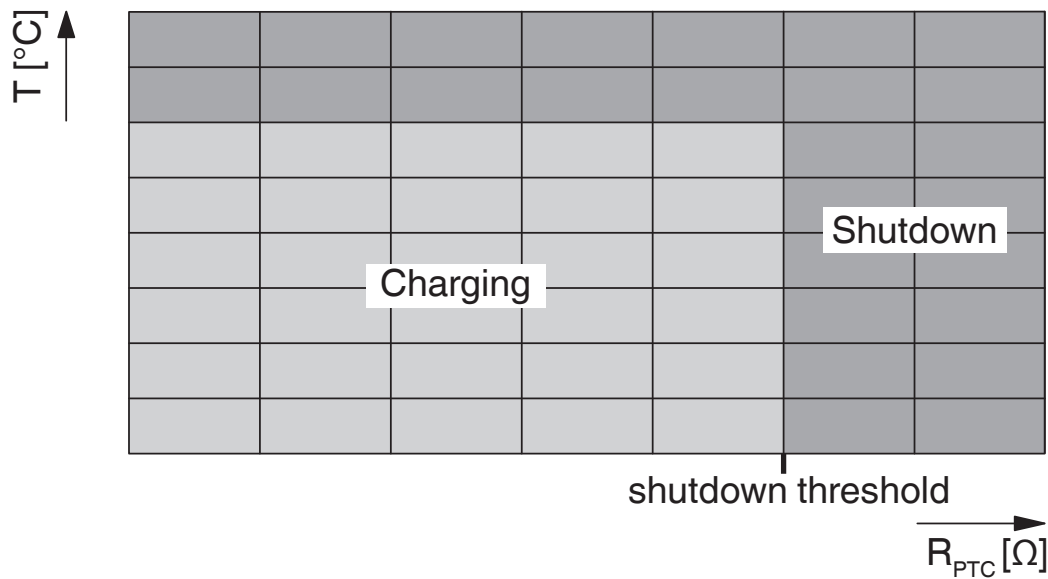 T [°C]
Shutdown
Charging
shutdown threshold
R_PTC [Ω]